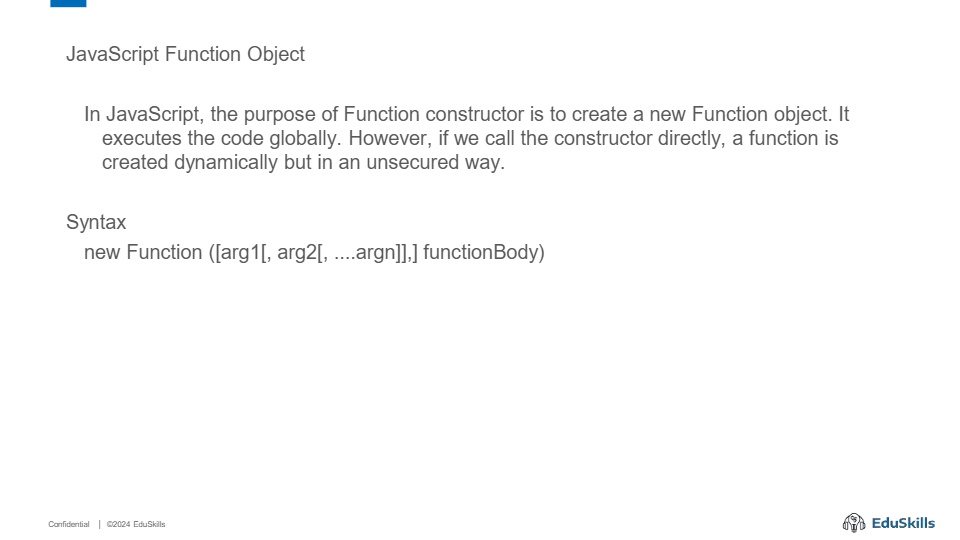 JavaScript Function Object
In JavaScript, the purpose of Function constructor is to create a new Function object. It
executes the code globally. However, if we call the constructor directly, a function is
created dynamically but in an unsecured way.
Syntax
new Function ([arg1[, arg2[, ....argn]],] functionBody)
Confidential | ©2024 EduSkills
EduSkills